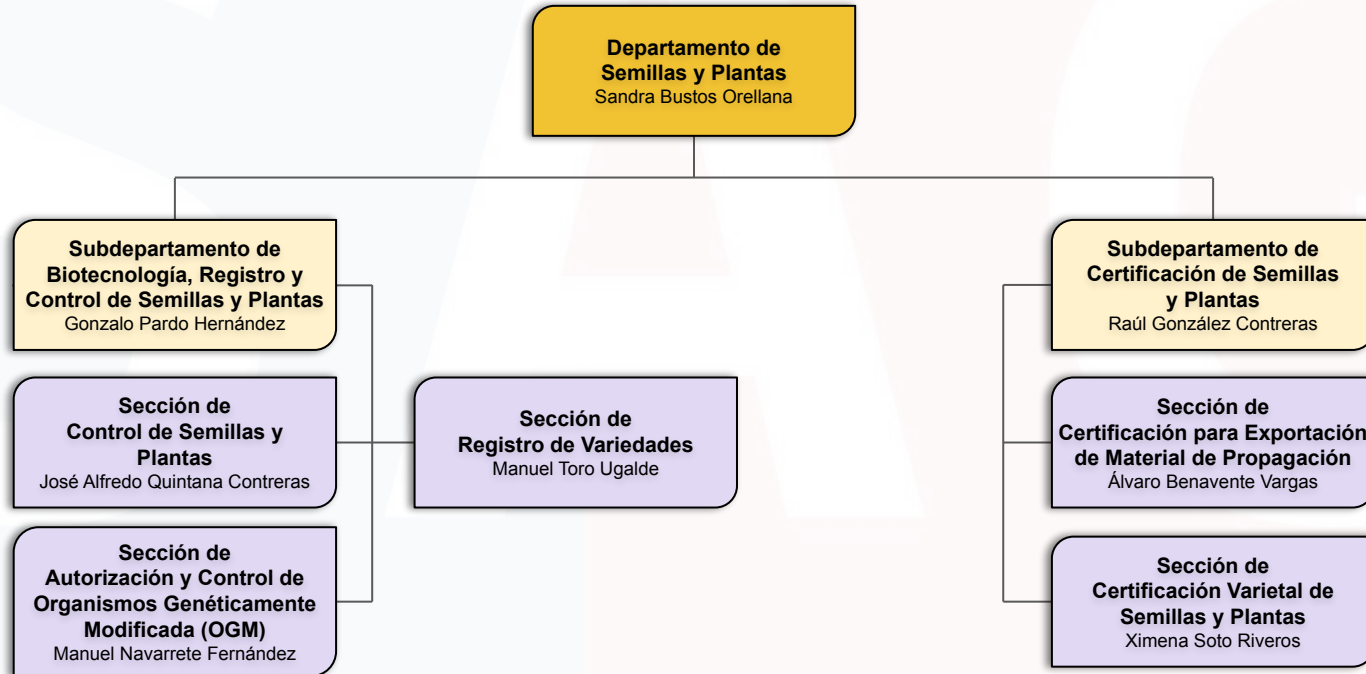 Departamento de
Semillas y Plantas
Sandra Bustos Orellana
Subdepartamento de
Biotecnología, Registro y
Control de Semillas y Plantas
Gonzalo Pardo Hernández
Subdepartamento de
Certificación de Semillas
y Plantas
Raúl González Contreras
Sección de
Control de Semillas y
Plantas
José Alfredo Quintana Contreras
Sección de
Registro de Variedades
Manuel Toro Ugalde
Sección de
Certificación para Exportación
de Material de Propagación
Álvaro Benavente Vargas
Sección de
Autorización y Control de
Organismos Genéticamente
Modificada (OGM)
Manuel Navarrete Fernández
Sección de
Certificación Varietal de
Semillas y Plantas
Ximena Soto Riveros